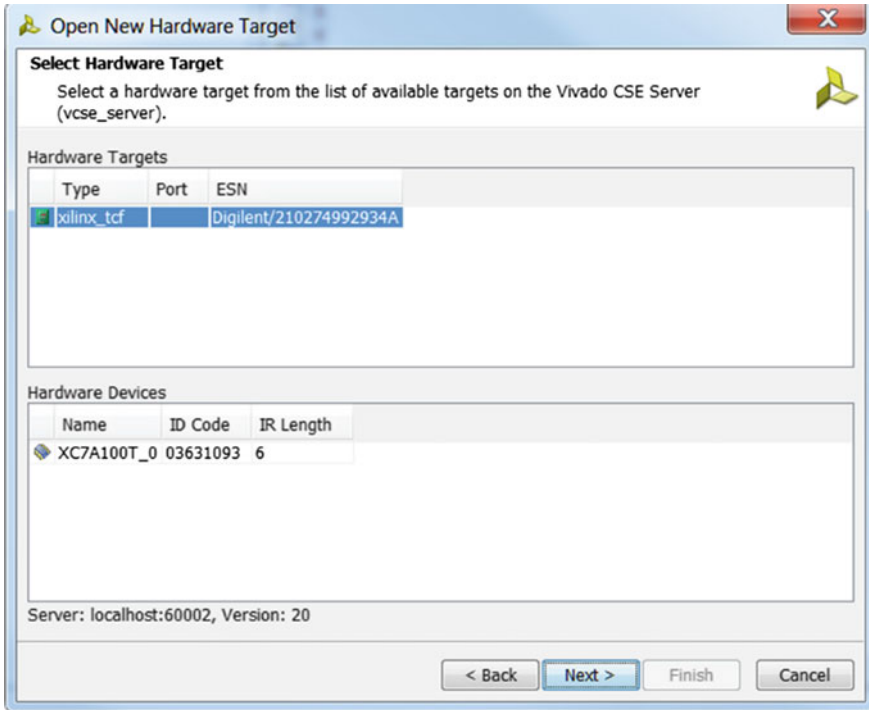 Open New Hardware Target
X
Select Hardware Target
Select a hardware target from the list of available targets on the Vivado CSE Server
(vcse_server).
Hardware Targets
Type Port ESN
xilinx_tcf Digilent/210274992934A
Hardware Devices
Name ID Code IR Length
XC7A100T_0 03631093 6
Server: localhost:60002, Version: 20
< Back Next > Finish Cancel